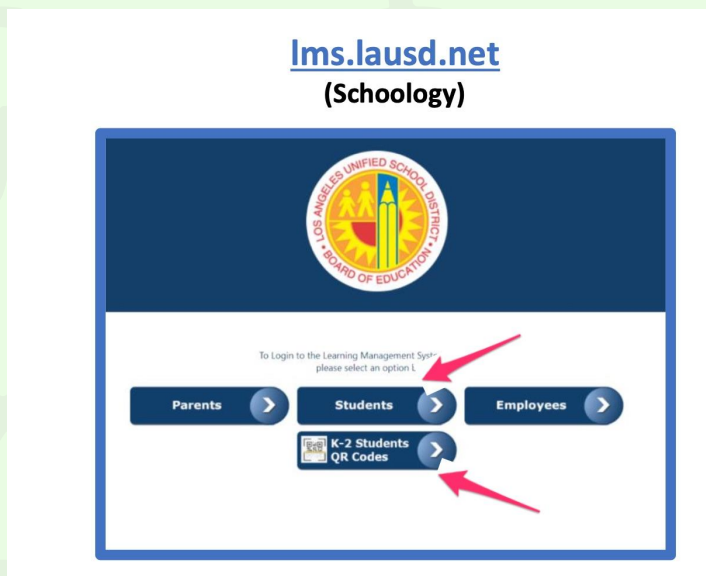 lms.lausd.net
(Schoology)
LOS ANGELES UNIFIED SCHOOL DISTRICT
BOARD OF EDUCATION
To Login to the Learning Management
please select an option
Parents
Students
Employees
K-2 Students
QR Codes